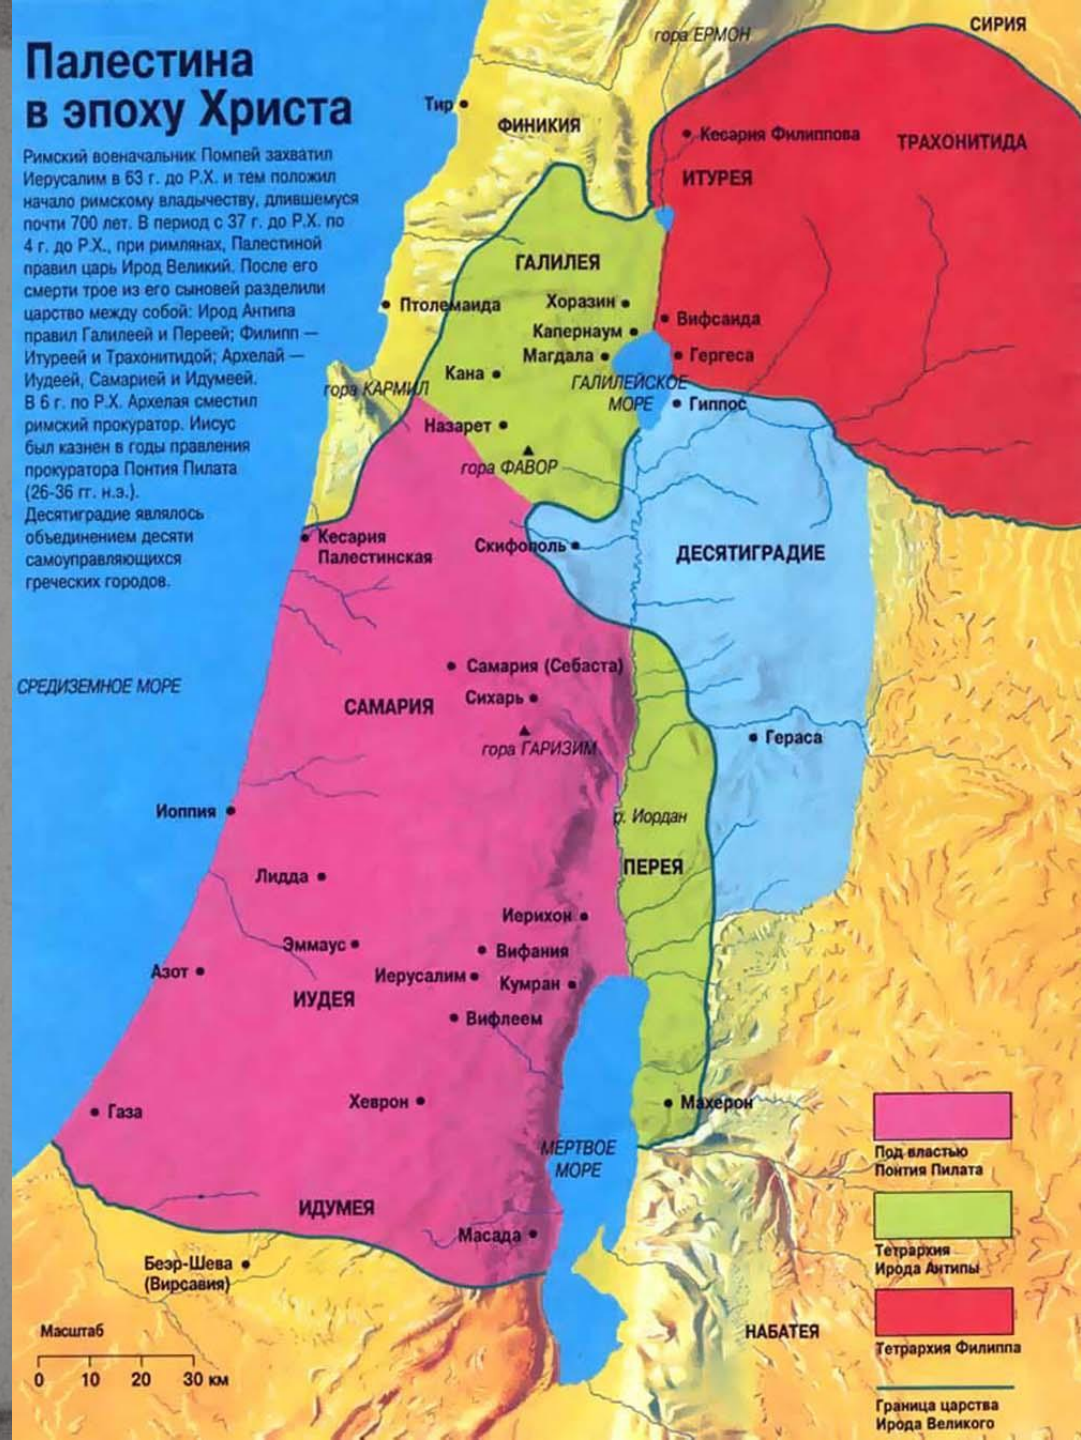 Палестина
в эпоху Христа
Римский военачальник Помпей захватил
Иерусалим в 63 г. до Р.Х. и тем положил
начало римскому владычеству, длившемуся
почти 700 лет. В период с 37 г. до Р.Х. по
4 г. до Р.Х., при римлянах, Палестиной
правил царь Ирод Великий. После его
смерти трое из его сыновей разделили
царство между собой: Ирод Антипа
правил Галилеей и Переей; Филипп —
Итуреей и Трахонитидой; Архелай —
Иудеей, Самарией и Идумеей.
В 6 г. по Р.Х. Архелая сместил
римский прокуратор. Иисус
был казнен в годы правления
прокуратора Понтия Пилата
(26-36 гг. н.э.).
Десятиградие являлось
объединением десяти
самоуправляющихся
греческих городов.
СИРИЯ
гора ЕРМОН
Тир
ФИНИКИЯ
Кесария Филиппова
ТРАХОНИТИДА
ИТУРЕЯ
ГАЛИЛЕЯ
Птолемаида
Хоразин
Вифсаида
Капернаум
Магдала
Гергеса
Кана
ГАЛИЛЕЙСКОЕ
МОРЕ
гора КАРМИЛ
Гиппос
Назарет
гора ФАВОР
Кесария
Палестинская
Скифополь
ДЕСЯТИГРАДИЕ
СРЕДИЗЕМНОЕ МОРЕ
Самария (Себаста)
Сихарь
САМАРИЯ
гора ГАРИЗИМ
Гераса
Иоппия
р. Иордан
ПЕРЕЯ
Лидда
Иерихон
Эммаус
Вифания
Азот
Иерусалим
Кумран
ИУДЕЯ
Вифлеем
Хеврон
Газа
Махерон
МЕРТВОЕ
МОРЕ
ИДУМЕЯ
Масада
Беэр-Шева
(Вирсавия)
НАБАТЕЯ
Масштаб
0 10 20 30 км
Под властью
Понтия Пилата
Тетрархия
Ирода Антипы
Тетрархия Филиппа
Граница царства
Ирода Великого